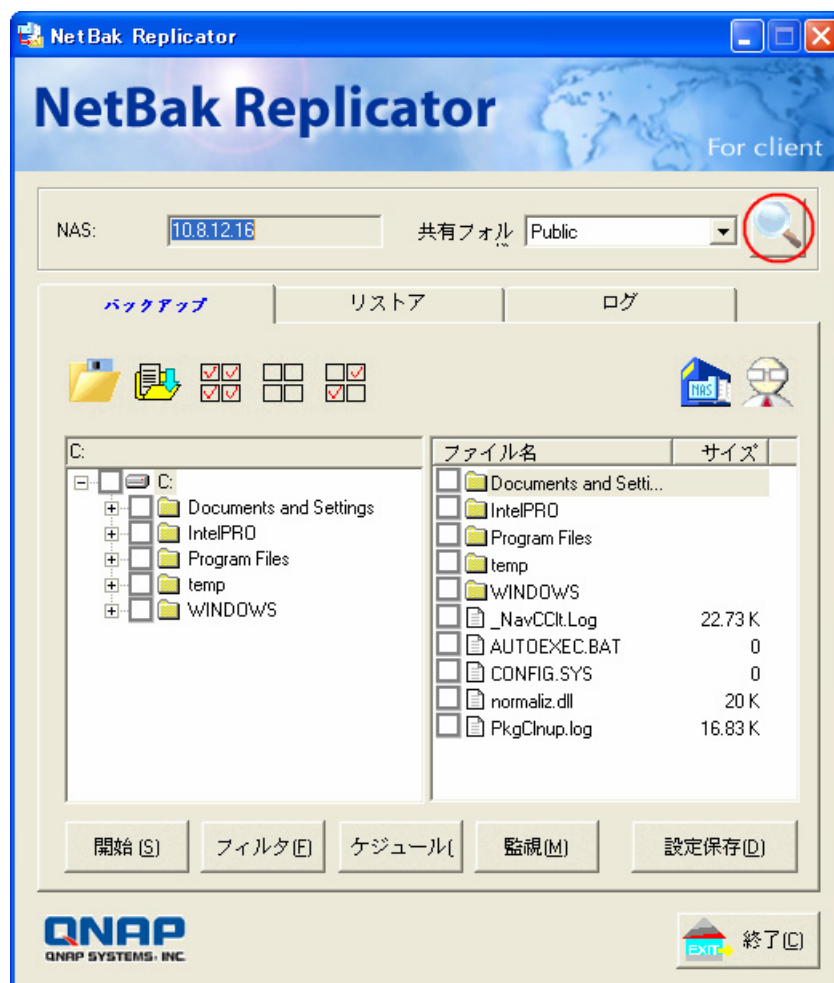 NetBak Replicator
NetBak Replicator
For client
NAS:
10.8.12.16
共有フォル
Public
バックアップ
リストア
ログ
NAS
C:
C:
Documents and Settings
IntelPRO
Program Files
temp
WINDOWS
ファイル名 サイズ
Documents and Setti...
IntelPRO
Program Files
temp
WINDOWS
_NavCClt.Log 22.73 K
AUTOEXEC.BAT 0
CONFIG.SYS 0
normaliz.dll 20 K
PkgClnup.log 16.83 K
開始 (S)
フィルタ(F)
ケジュール(
監視(M)
設定保存(D)
QNAP
QNAP SYSTEMS, INC.
EXIT
終了(C)